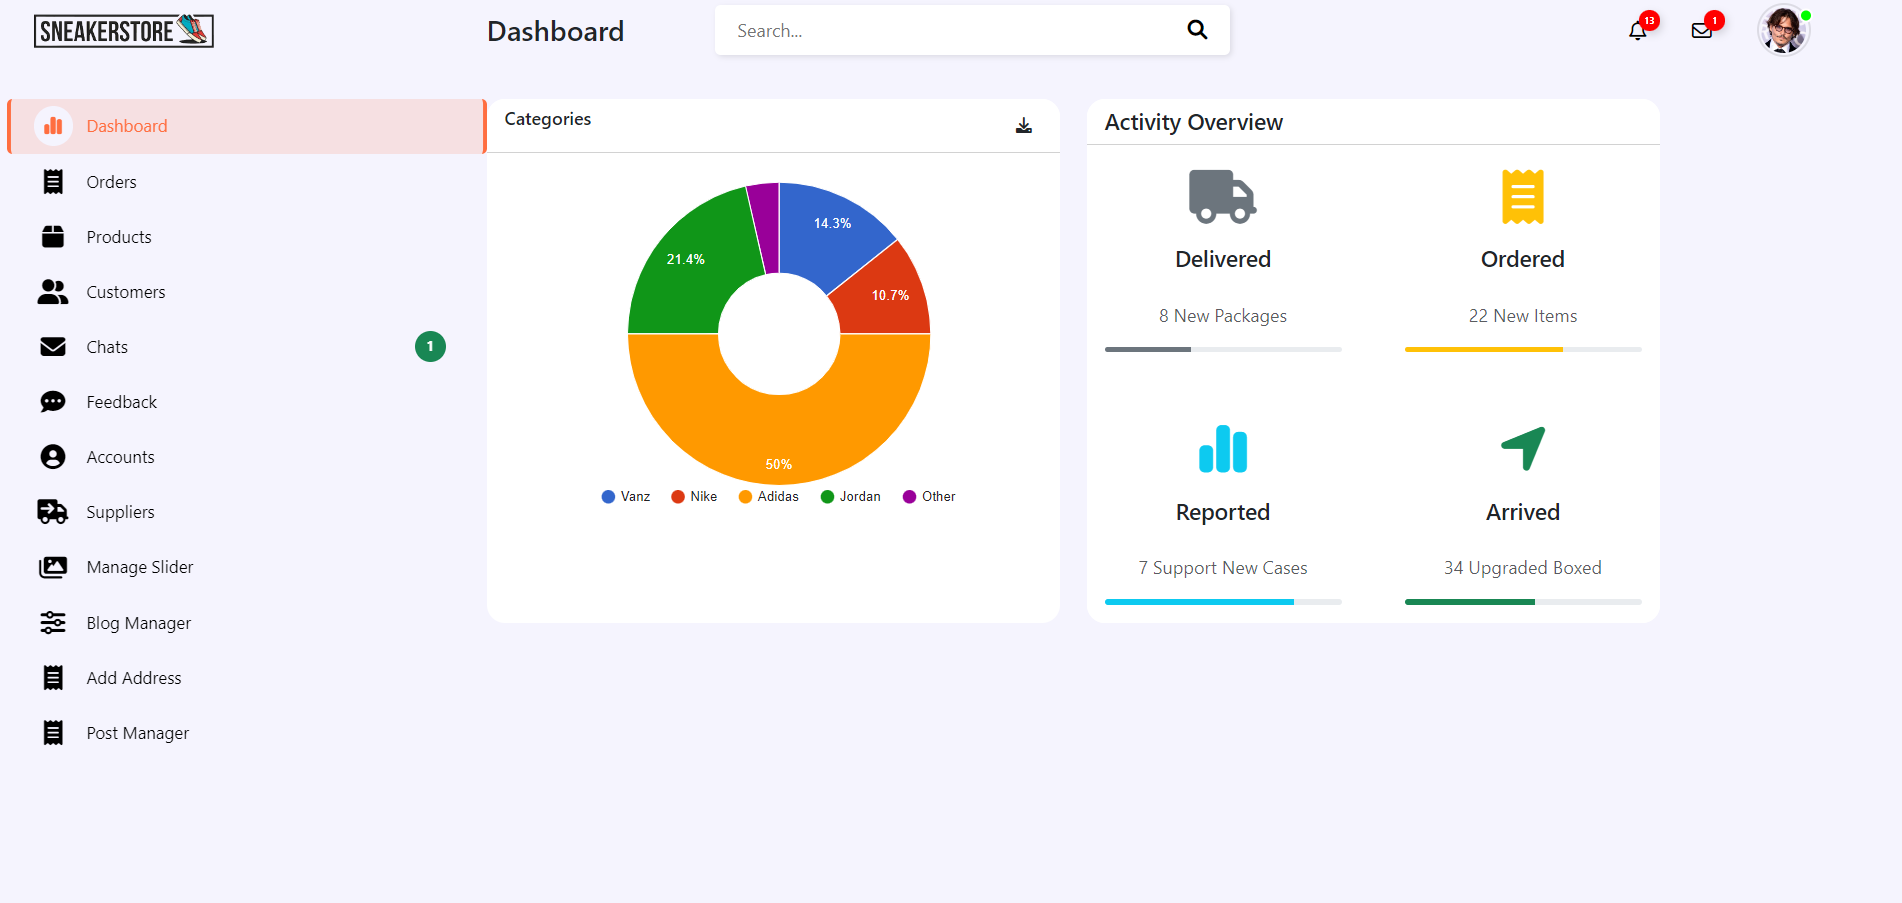 SNEAKERSTORE
Dashboard
Search...
13
1
Dashboard
Orders
Products
Customers
Chats
1
Feedback
Accounts
Suppliers
Manage Slider
Blog Manager
Add Address
Post Manager
Categories
14.3%
21.4%
10.7%
50%
Vanz Nike Adidas Jordan Other
Activity Overview
Delivered
8 New Packages
Ordered
22 New Items
Reported
7 Support New Cases
Arrived
34 Upgraded Boxed